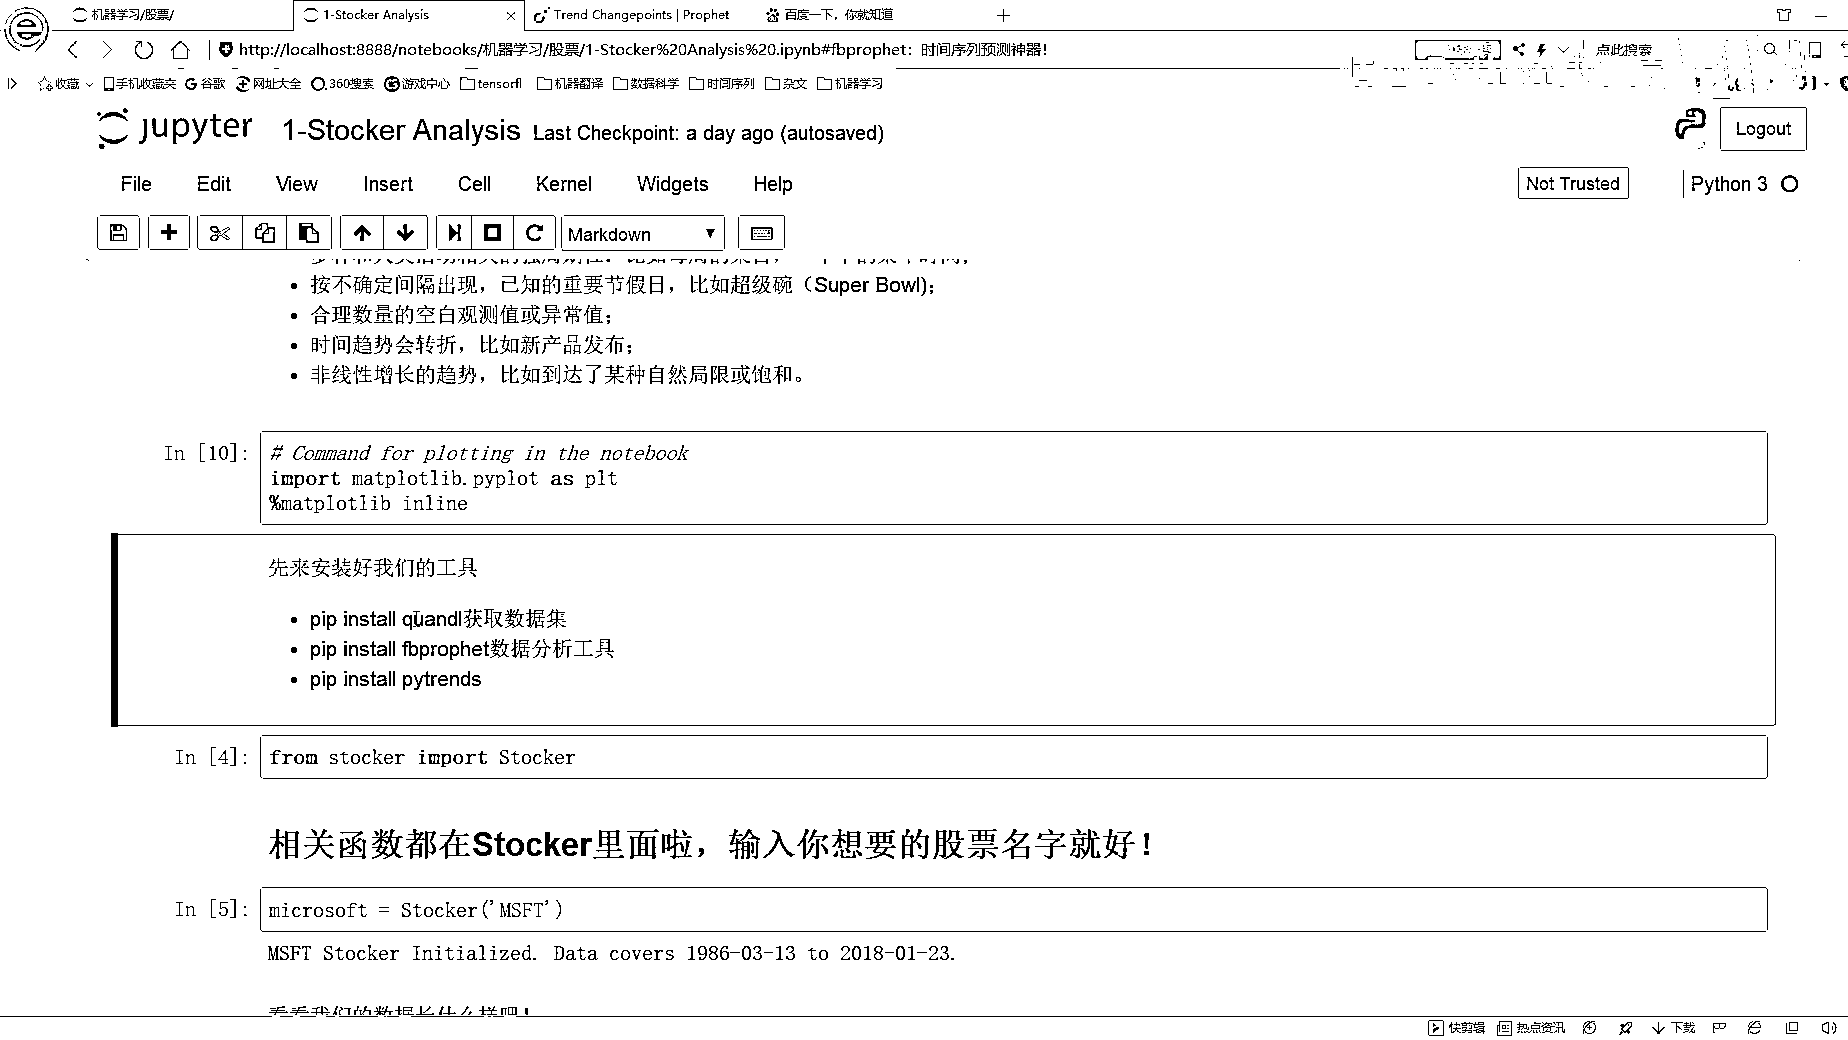 机器学习/股票/
1-Stocker Analysis
Trend Changepoints | Prophet
百度一下，你就知道
http://localhost:8888/notebooks/机器学习/股票/1-Stocker%20Analysis%20.ipynb#fbprophet：时间序列预测神器！
点此搜索
收藏 手机收藏夹 谷歌 网址大全 360搜索 游戏中心 tensorfl 机器翻译 数据科学 时间序列 杂文 机器学习
jupyter 1-Stocker Analysis Last Checkpoint: a day ago (autosaved)
Logout
File Edit View Insert Cell Kernel Widgets Help
Not Trusted
Python 3
Markdown
按不确定间隔出现，已知的重要节假日，比如超级碗（Super Bowl)；
合理数量的空白观测值或异常值；
时间趋势会转折，比如新产品发布；
非线性增长的趋势，比如到达了某种自然局限或饱和。
In [10]: # Command for plotting in the notebook
import matplotlib.pyplot as plt
%matplotlib inline
先来安装好我们的工具
pip install quandl获取数据集
pip install fbprophet数据分析工具
pip install pytrends
In [4]: from stocker import Stocker
相关函数都在Stocker里面啦，输入你想要的股票名字就好！
In [5]: microsoft = Stocker('MSFT')
MSFT Stocker Initialized. Data covers 1986-03-13 to 2018-01-23.
看看我们的数据长什么样吧！
快剪辑 热点资讯 下载